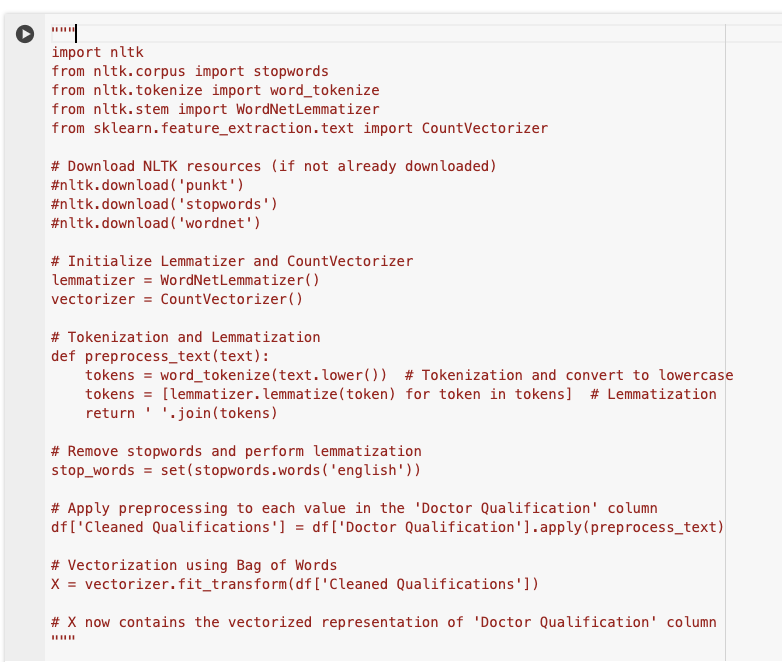 """
import nltk
from nltk.corpus import stopwords
from nltk.tokenize import word_tokenize
from nltk.stem import WordNetLemmatizer
from sklearn.feature_extraction.text import CountVectorizer

# Download NLTK resources (if not already downloaded)
#nltk.download('punkt')
#nltk.download('stopwords')
#nltk.download('wordnet')

# Initialize Lemmatizer and CountVectorizer
lemmatizer = WordNetLemmatizer()
vectorizer = CountVectorizer()

# Tokenization and Lemmatization
def preprocess_text(text):
    tokens = word_tokenize(text.lower())  # Tokenization and convert to lowercase
    tokens = [lemmatizer.lemmatize(token) for token in tokens]  # Lemmatization
    return ' '.join(tokens)

# Remove stopwords and perform lemmatization
stop_words = set(stopwords.words('english'))

# Apply preprocessing to each value in the 'Doctor Qualification' column
df['Cleaned Qualifications'] = df['Doctor Qualification'].apply(preprocess_text)

# Vectorization using Bag of Words
X = vectorizer.fit_transform(df['Cleaned Qualifications'])

# X now contains the vectorized representation of 'Doctor Qualification' column
"""